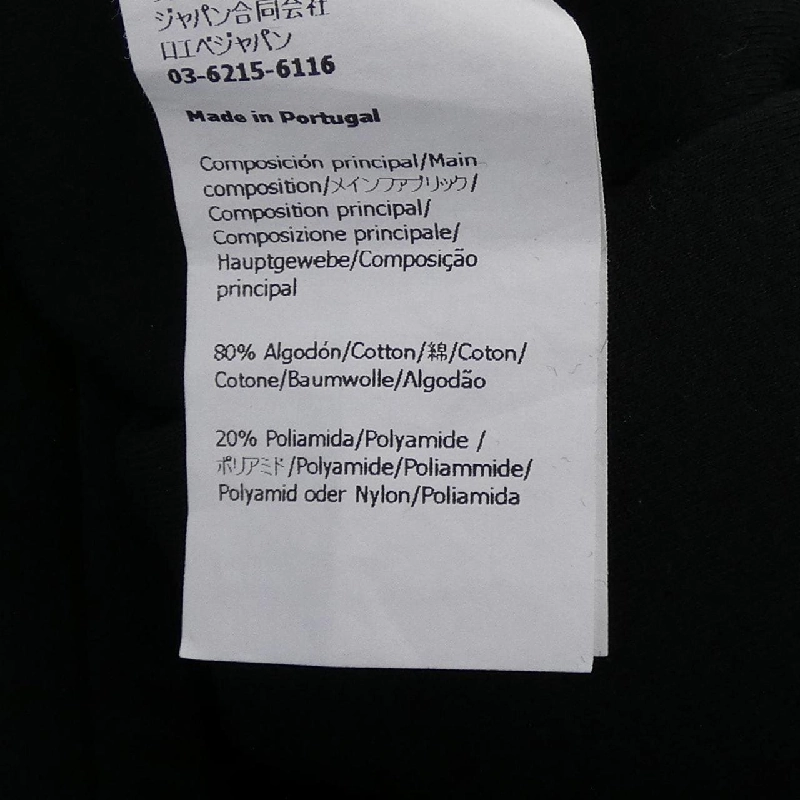 ジャパン合同会社
ロエベジャパン
03-6215-6116
Made in Portugal
Composición principal/Main
composition/メインファブリック/
Composition principal/
Composizione principale/
Hauptgewebe/Composição
principal
80% Algodón/Cotton/綿/Coton/
Cotone/Baumwolle/Algodão
20% Poliamida/Polyamide /
ポリアミド/Polyamide/Poliammide/
Polyamid oder Nylon/Poliamida